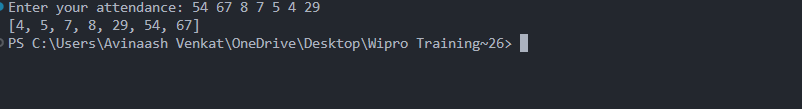 Enter your attendance: 54 67 8 7 5 4 29
[4, 5, 7, 8, 29, 54, 67]
PS C:\Users\Avinaash Venkat\OneDrive\Desktop\Wipro Training~26>